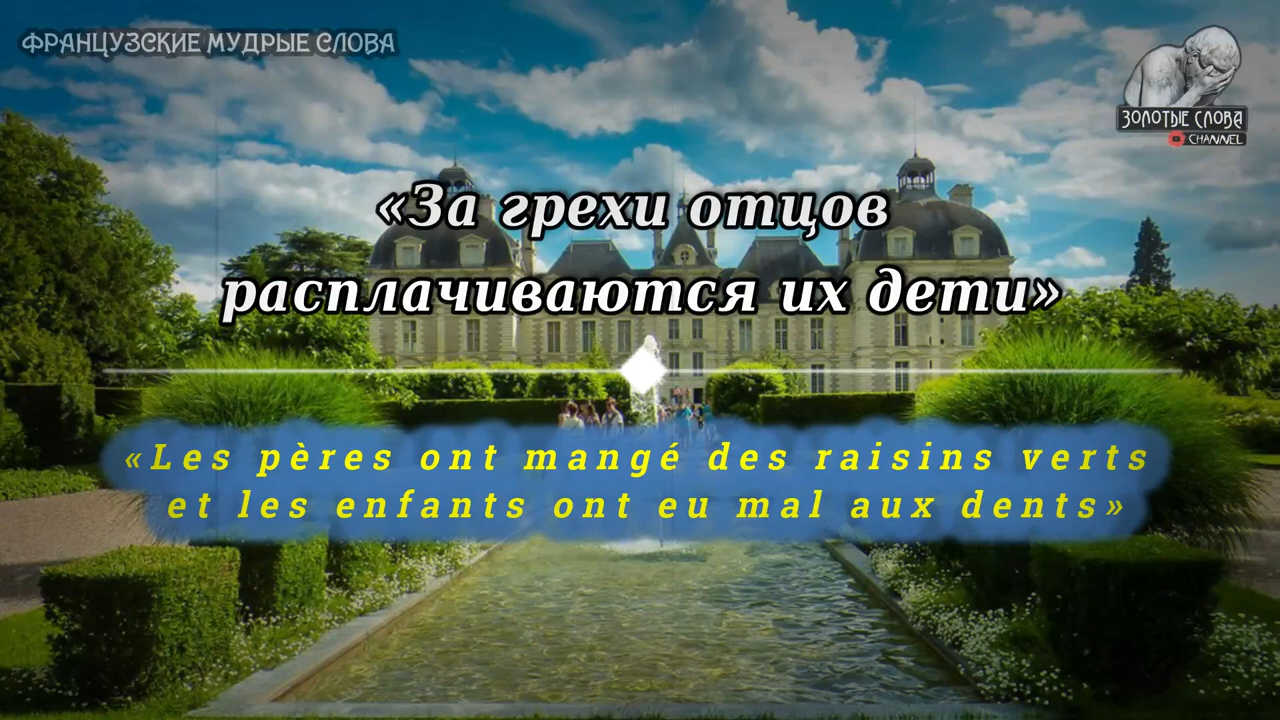 ФРАНЦУЗСКИЕ МУДРЫЕ СЛОВА
ЗОЛОТЫЕ СЛОВА
CHANNEL
«За грехи отцов
расплачиваются их дети»
«Les pères ont mangé des raisins verts
et les enfants ont eu mal aux dents»